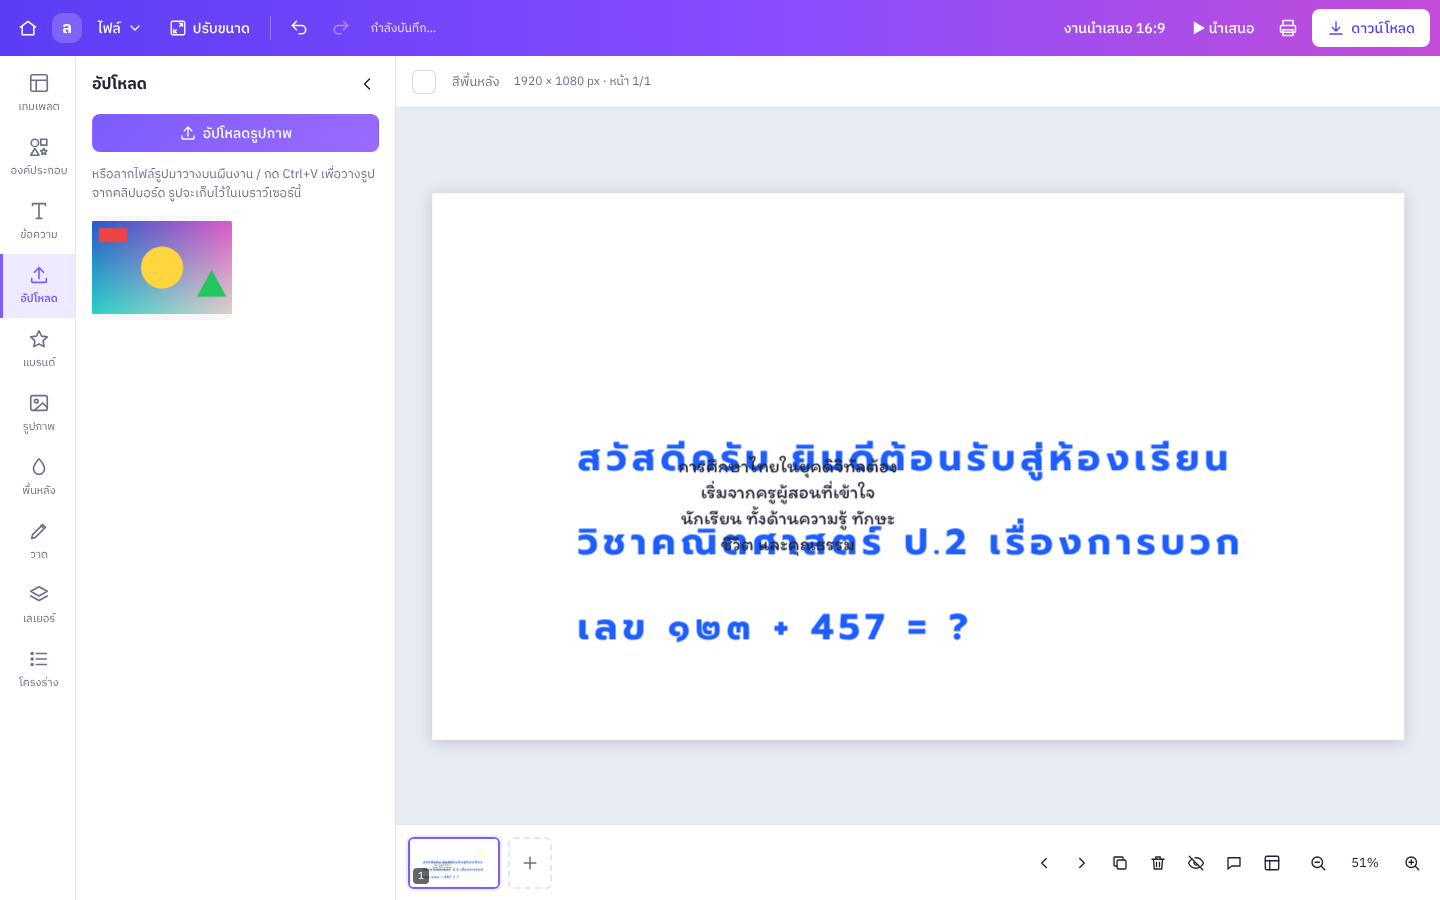 ล
ไฟล์
ปรับขนาด
กำลังบันทึก...
งานนำเสนอ 16:9
นำเสนอ
ดาวน์โหลด
เทมเพลต
องค์ประกอบ
ข้อความ
อัปโหลด
แบรนด์
รูปภาพ
พื้นหลัง
วาด
เลเยอร์
โครงร่าง
อัปโหลด
อัปโหลดรูปภาพ
หรือลากไฟล์รูปมาวางบนผืนงาน / กด Ctrl+V เพื่อวางรูป
จากคลิปบอร์ด รูปจะเก็บไว้ในเบราว์เซอร์นี้
สีพื้นหลัง
1920 × 1080 px · หน้า 1/1
สวัสดีครับ ยินดีต้อนรับสู่ห้องเรียน
วิชาคณิตศาสตร์ ป.2 เรื่องการบวก
เลข ๑๒๓ + 457 = ?
การศึกษาไทยในยุคดิจิทัลต้อง
เริ่มจากครูผู้สอนที่เข้าใจ
นักเรียน ทั้งด้านความรู้ ทักษะ
ชีวิต และคุณธรรม
1
51%